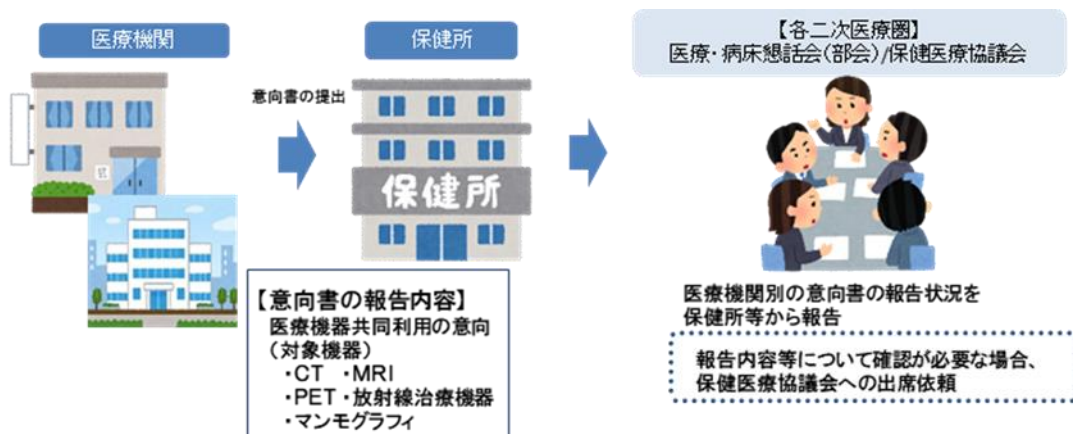 医療機関
意向書の提出
保健所
保健所
【意向書の報告内容】
医療機器共同利用の意向
(対象機器)
・CT ・MRI
・PET ・放射線治療機器
・マンモグラフィ
【各二次医療圏】
医療・病床懇話会(部会)/保健医療協議会
医療機関別の意向書の報告状況を
保健所等から報告
報告内容等について確認が必要な場合、
保健医療協議会への出席依頼